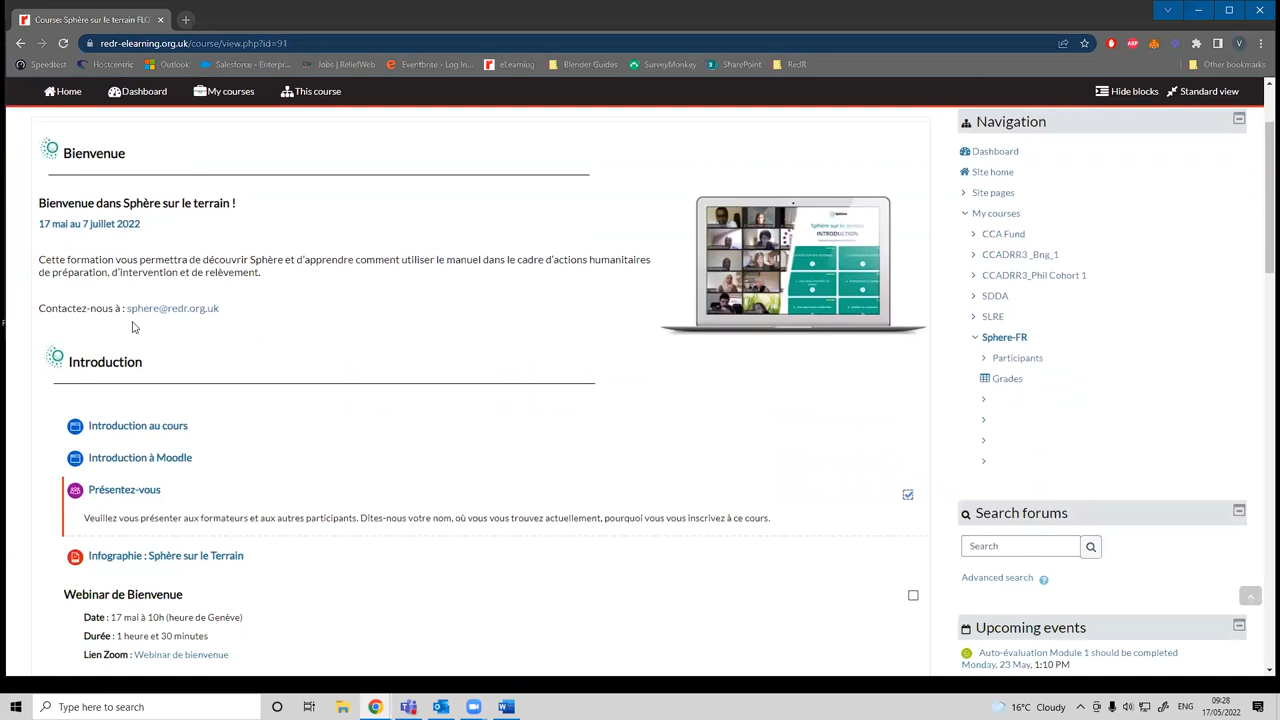 Course: Sphère sur le terrain FLO
redr-elearning.org.uk/course/view.php?id=91
Speedtest Hostcentric Outlook Salesforce - Enterpr... Jobs | ReliefWeb Eventbrite - Log In... eLearning Blender Guides SurveyMonkey SharePoint RedR Other bookmarks
Home Dashboard My courses This course Hide blocks Standard view
Bienvenue
Bienvenue dans Sphère sur le terrain !
17 mai au 7 juillet 2022
Cette formation vous permettra de découvrir Sphère et d'apprendre comment utiliser le manuel dans le cadre d'actions humanitaires
de préparation, d'intervention et de relèvement.
Contactez-nous à : sphere@redr.org.uk
Sphère
Sphère sur le terrain
INTRODUCTION
Introduction
Introduction au cours
Introduction à Moodle
Présentez-vous
Veuillez vous présenter aux formateurs et aux autres participants. Dites-nous votre nom, où vous vous trouvez actuellement, pourquoi vous vous inscrivez à ce cours.
Infographie : Sphère sur le Terrain
Webinar de Bienvenue
Date : 17 mai à 10h (heure de Genève)
Durée : 1 heure et 30 minutes
Lien Zoom : Webinar de bienvenue
Navigation
Dashboard
Site home
Site pages
My courses
CCA Fund
CCADRR3 _Bng_1
CCADRR3_Phil Cohort 1
SDDA
SLRE
Sphere-FR
Participants
Grades
Search forums
Search
Advanced search
Upcoming events
Auto-évaluation Module 1 should be completed
Monday, 23 May, 1:10 PM
Type here to search
16°C Cloudy ENG
09:28
17/05/2022